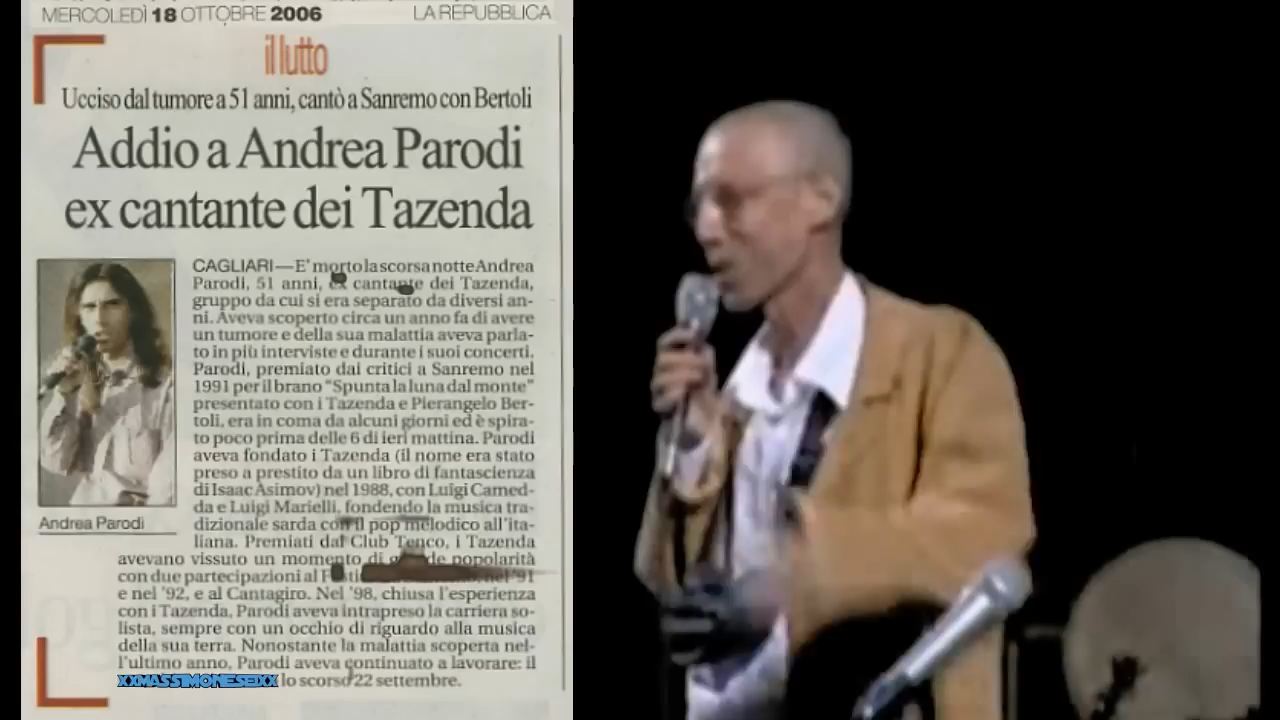 MERCOLEDÌ 18 OTTOBRE 2006 LA REPUBBLICA
il lutto
Ucciso dal tumore a 51 anni, cantò a Sanremo con Bertoli
Addio a Andrea Parodi
ex cantante dei Tazenda
CAGLIARI — E' morto la scorsa notte Andrea
Parodi, 51 anni, ex cantante dei Tazenda,
gruppo da cui si era separato da diversi an-
ni. Aveva scoperto circa un anno fa di avere
un tumore e della sua malattia aveva parla-
to in più interviste e durante i suoi concerti.
Parodi, premiato dai critici a Sanremo nel
1991 per il brano "Spunta la luna dal monte"
presentato con i Tazenda e Pierangelo Ber-
toli, era in coma da alcuni giorni ed è spira-
to poco prima delle 6 di ieri mattina. Parodi
aveva fondato i Tazenda (il nome era stato
preso a prestito da un libro di fantascienza
di Isaac Asimov) nel 1988, con Luigi Camed-
da e Luigi Marielli, fondendo la musica tra-
dizionale sarda con il pop melodico all'ita-
liana. Premiati dal Club Tenco, i Tazenda
avevano vissuto un momento di grande popolarità
con due partecipazioni al nel '91
e nel '92, e al Cantagiro. Nel '98, chiusa l'esperienza
con i Tazenda, Parodi aveva intrapreso la carriera so-
lista, sempre con un occhio di riguardo alla musica
della sua terra. Nonostante la malattia scoperta nel-
l'ultimo anno, Parodi aveva continuato a lavorare: il
XXMASSIMONESEIXX lo scorso 22 settembre.
Andrea Parodi